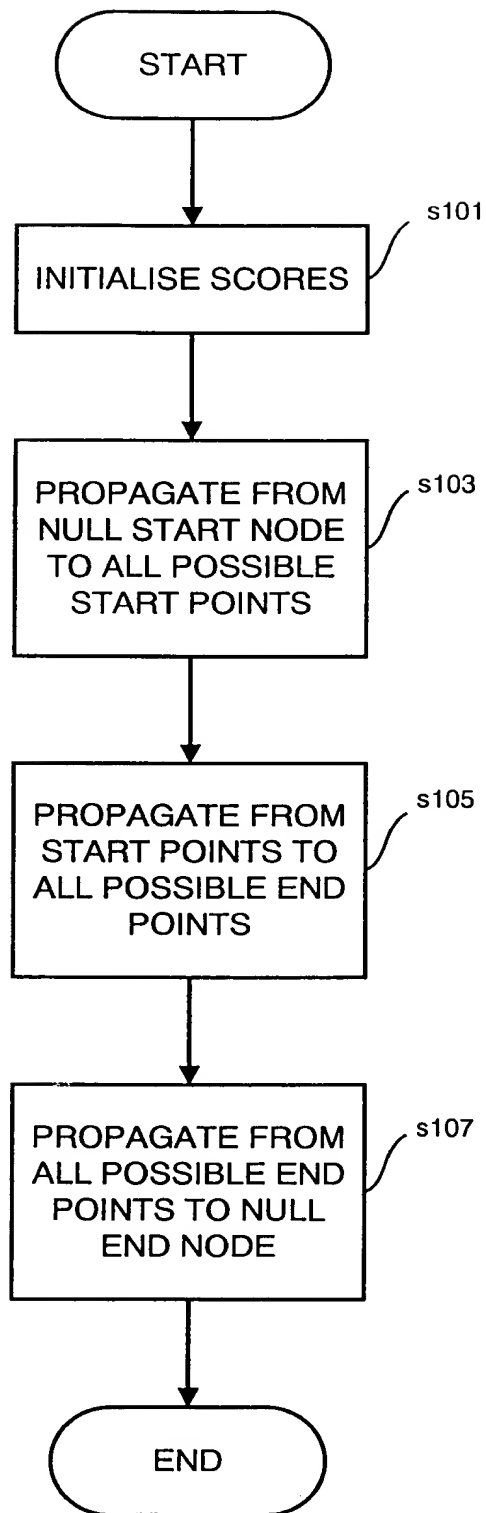 START
s101
INITIALISE SCORES
s103
PROPAGATE FROM
NULL START NODE
TO ALL POSSIBLE
START POINTS
s105
PROPAGATE FROM
START POINTS TO
ALL POSSIBLE END
POINTS
s107
PROPAGATE FROM
ALL POSSIBLE END
POINTS TO NULL
END NODE
END